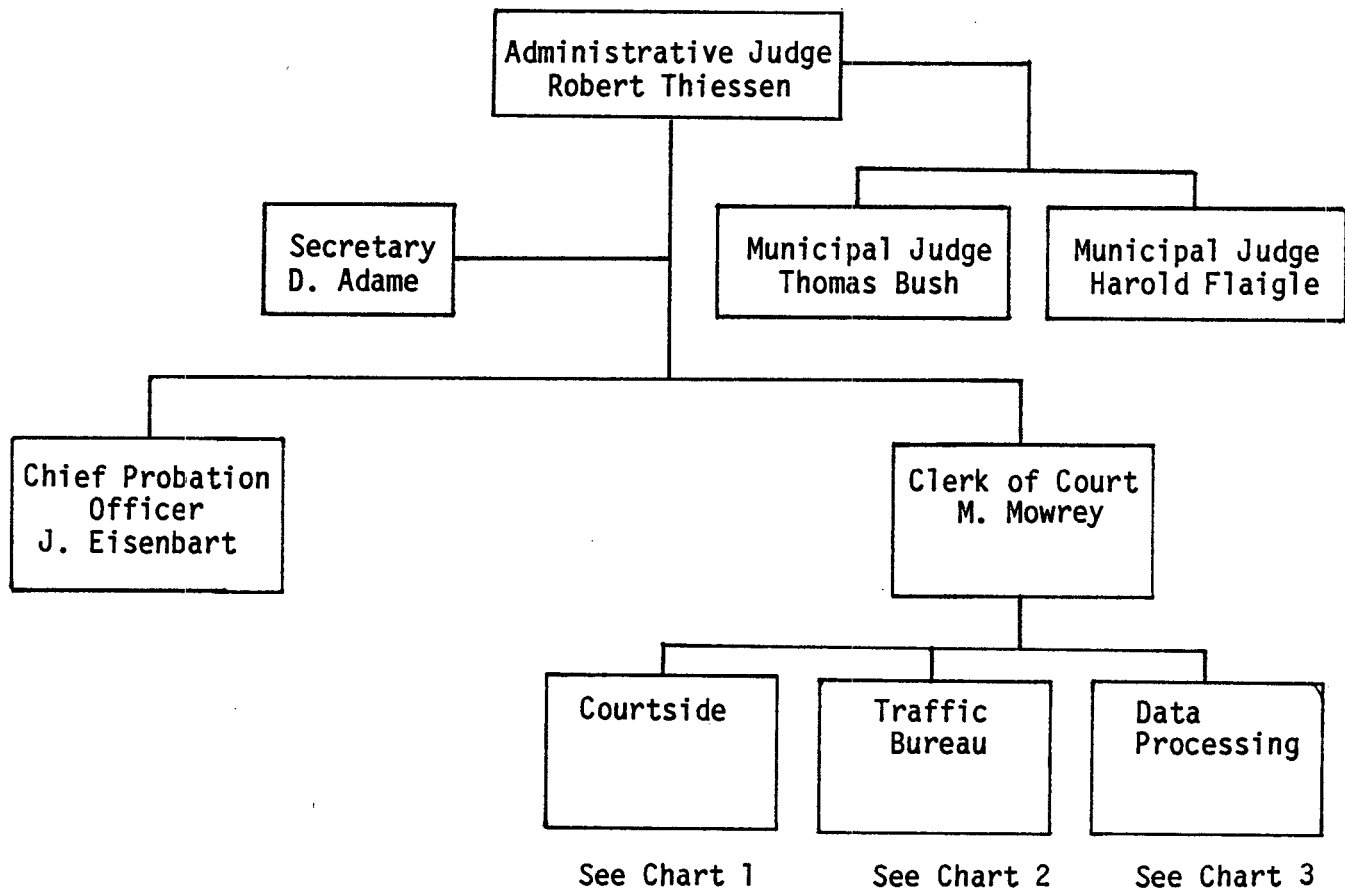 Administrative Judge
Robert Thiessen
Secretary
D. Adame
Municipal Judge
Thomas Bush
Municipal Judge
Harold Flaigle
Chief Probation
Officer
J. Eisenbart
Clerk of Court
M. Mowrey
Courtside
Traffic
Bureau
Data
Processing
See Chart 1
See Chart 2
See Chart 3